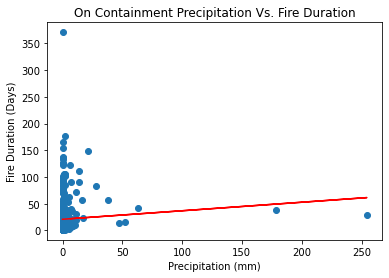 On Containment Precipitation Vs. Fire Duration
Fire Duration (Days)
350
300
250
200
150
100
50
0
0 50 100 150 200 250
Precipitation (mm)